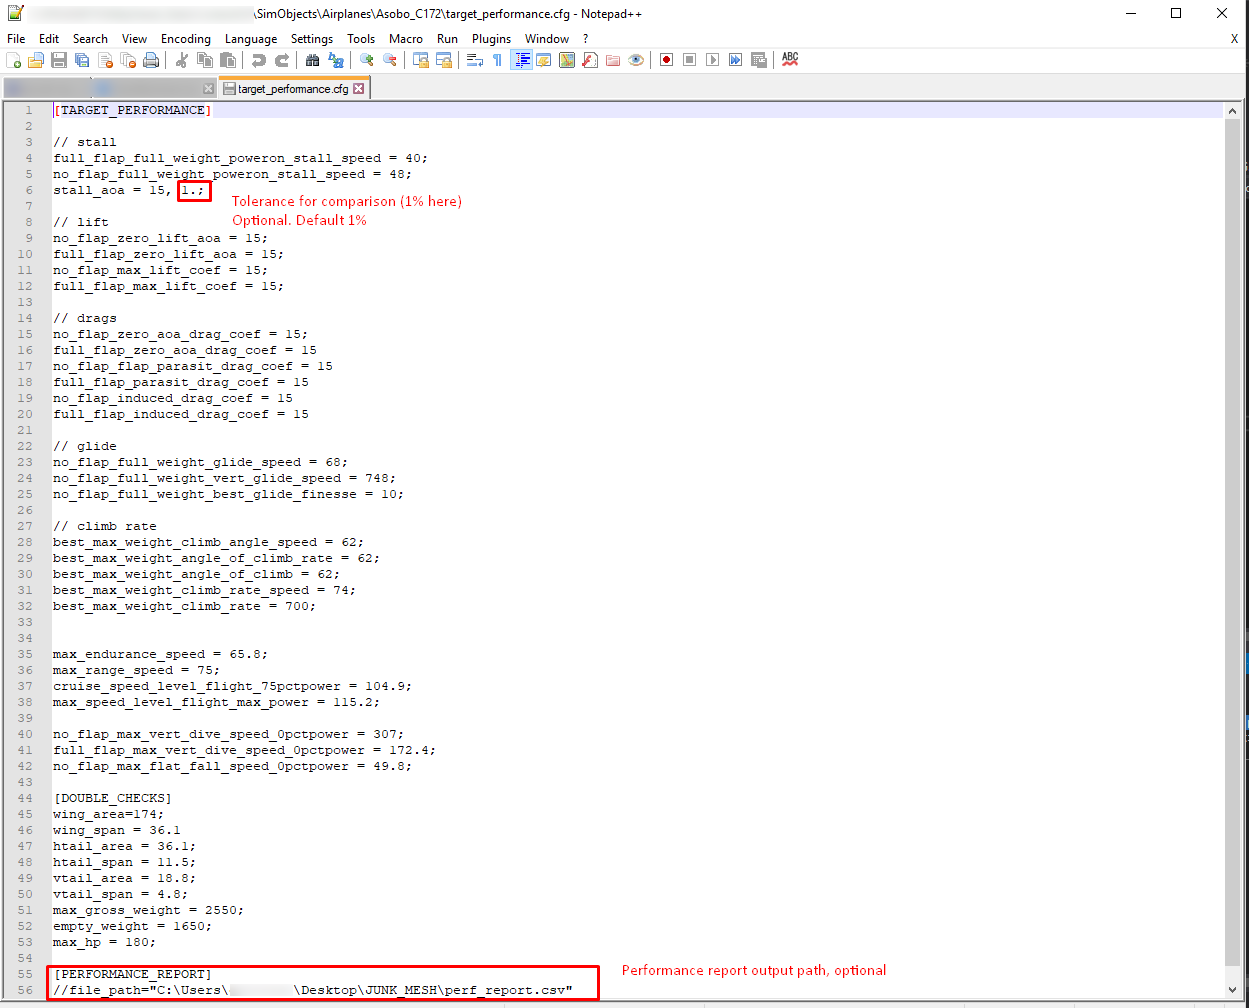 \SimObjects\Airplanes\Asobo_C172\target_performance.cfg - Notepad++
File Edit Search View Encoding Language Settings Tools Macro Run Plugins Window ? X
target_performance.cfg
1 [TARGET_PERFORMANCE]
2
3 // stall
4 full_flap_full_weight_poweron_stall_speed = 40;
5 no_flap_full_weight_poweron_stall_speed = 48;
6 stall_aoa = 15, 1.;
Tolerance for comparison (1% here)
7
Optional. Default 1%
8 // lift
9 no_flap_zero_lift_aoa = 15;
10 full_flap_zero_lift_aoa = 15;
11 no_flap_max_lift_coef = 15;
12 full_flap_max_lift_coef = 15;
13
14 // drags
15 no_flap_zero_aoa_drag_coef = 15;
16 full_flap_zero_aoa_drag_coef = 15
17 no_flap_flap_parasit_drag_coef = 15
18 full_flap_parasit_drag_coef = 15
19 no_flap_induced_drag_coef = 15
20 full_flap_induced_drag_coef = 15
21
22 // glide
23 no_flap_full_weight_glide_speed = 68;
24 no_flap_full_weight_vert_glide_speed = 748;
25 no_flap_full_weight_best_glide_finesse = 10;
26
27 // climb rate
28 best_max_weight_climb_angle_speed = 62;
29 best_max_weight_angle_of_climb_rate = 62;
30 best_max_weight_angle_of_climb = 62;
31 best_max_weight_climb_rate_speed = 74;
32 best_max_weight_climb_rate = 700;
33
34
35 max_endurance_speed = 65.8;
36 max_range_speed = 75;
37 cruise_speed_level_flight_75pctpower = 104.9;
38 max_speed_level_flight_max_power = 115.2;
39
40 no_flap_max_vert_dive_speed_0pctpower = 307;
41 full_flap_max_vert_dive_speed_0pctpower = 172.4;
42 no_flap_max_flat_fall_speed_0pctpower = 49.8;
43
44 [DOUBLE_CHECKS]
45 wing_area=174;
46 wing_span = 36.1
47 htail_area = 36.1;
48 htail_span = 11.5;
49 vtail_area = 18.8;
50 vtail_span = 4.8;
51 max_gross_weight = 2550;
52 empty_weight = 1650;
53 max_hp = 180;
54
55 [PERFORMANCE_REPORT]
Performance report output path, optional
56 //file_path="C:\Users\ \Desktop\JUNK_MESH\perf_report.csv"